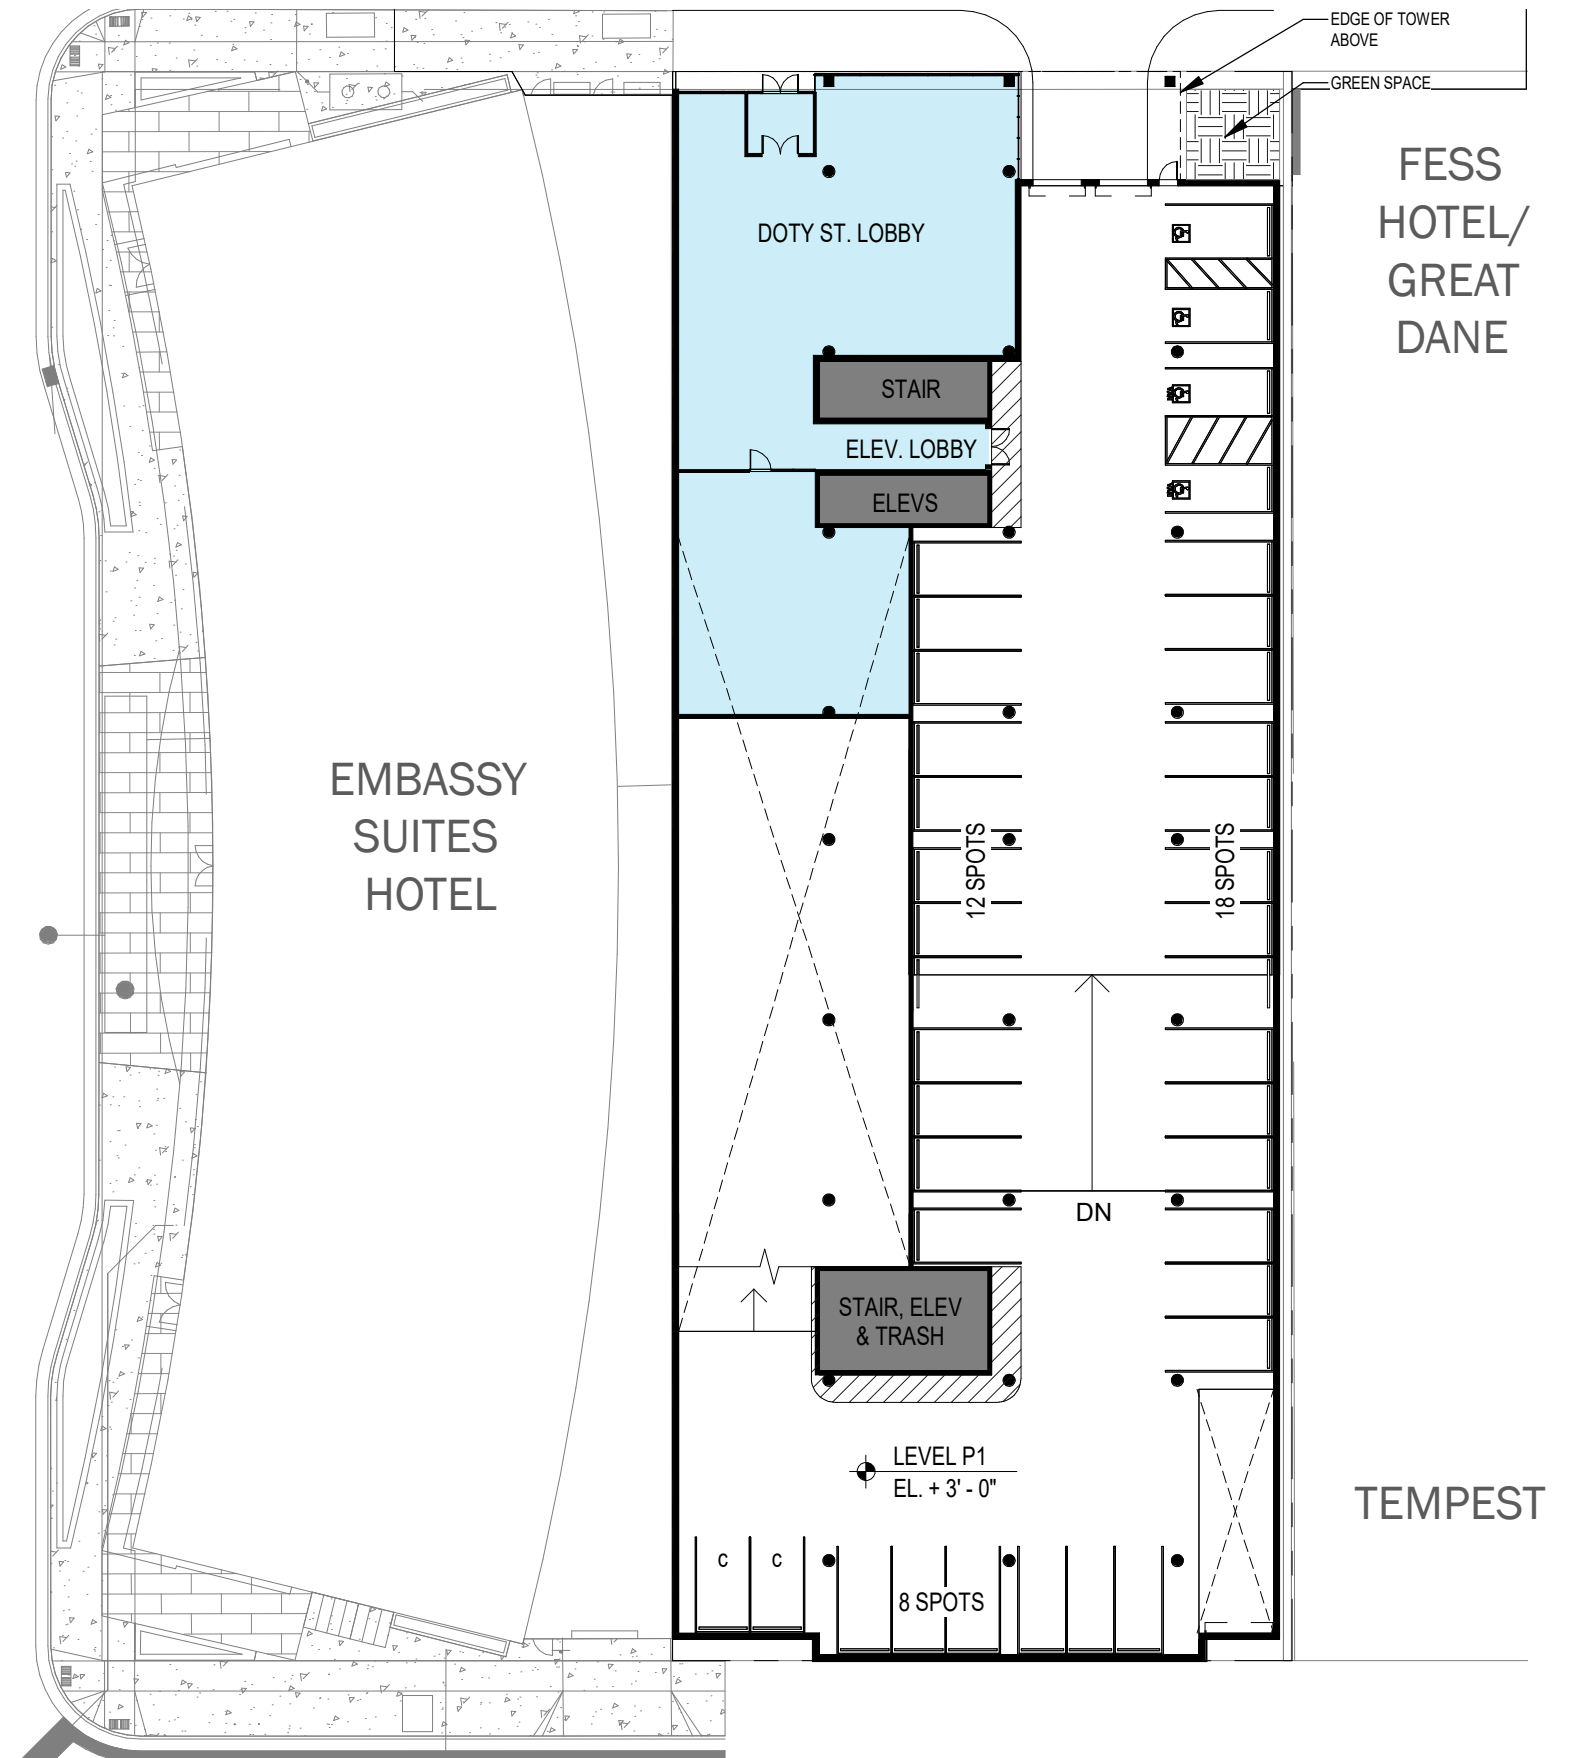 EDGE OF TOWER
ABOVE
GREEN SPACE
FESS
HOTEL/
GREAT
DANE
DOTY ST. LOBBY
STAIR
ELEV. LOBBY
ELEVS
EMBASSY
SUITES
HOTEL
12 SPOTS
18 SPOTS
DN
STAIR, ELEV
& TRASH
LEVEL P1
EL. + 3' - 0"
TEMPEST
C
C
8 SPOTS